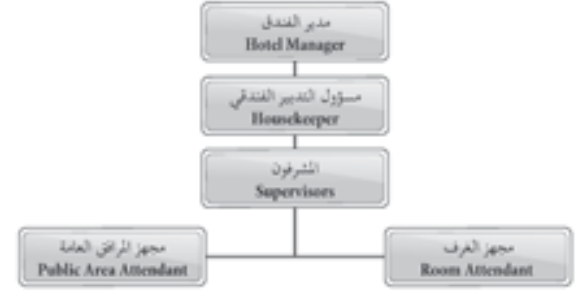 مدير الفندق
Hotel Manager
مسؤول التدبير الفندقي
Housekeeper
المشرفون
Supervisors
مجهز المرافق العامة
Public Area Attendant
مجهز الغرف
Room Attendant